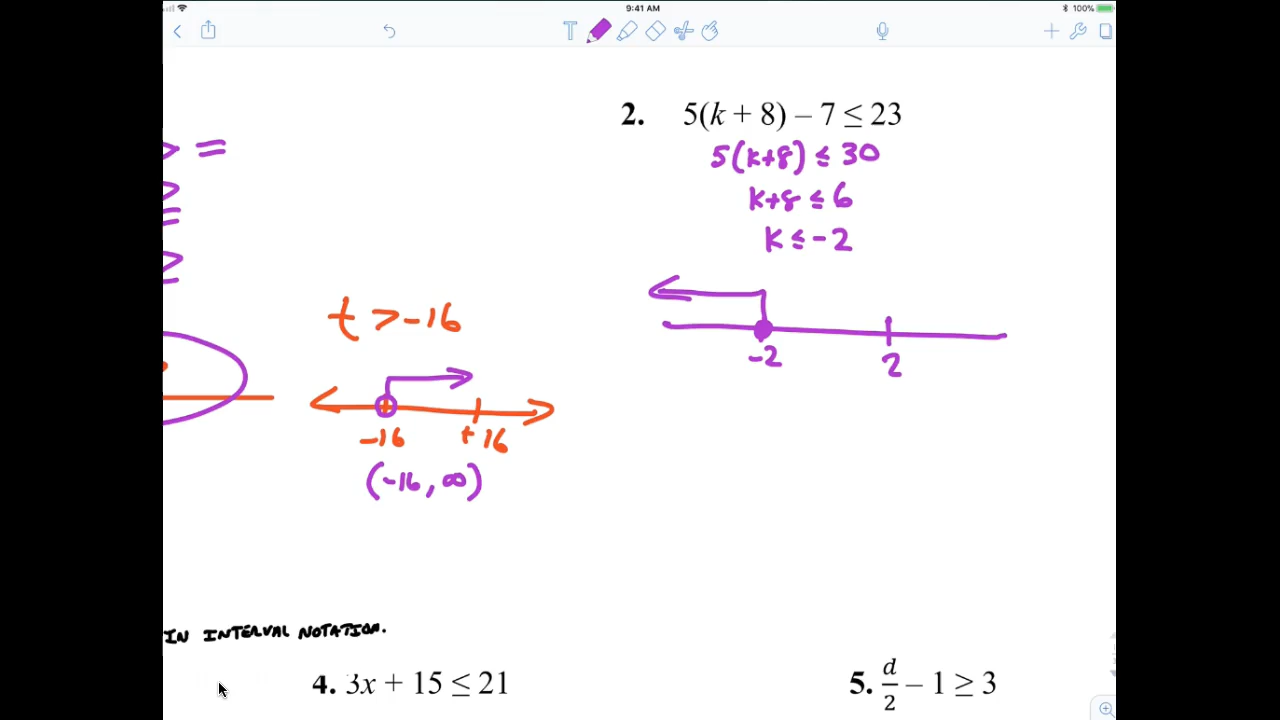 9:41 AM
100%
T
2. 5(k + 8) – 7 ≤ 23
5(k+8) ≤ 30
k+8 ≤ 6
k ≤ -2
-2
2
=
t > -16
-16
+16
(-16, ∞)
IN INTERVAL NOTATION.
4. 3x + 15 ≤ 21
5. d/2 – 1 ≥ 3